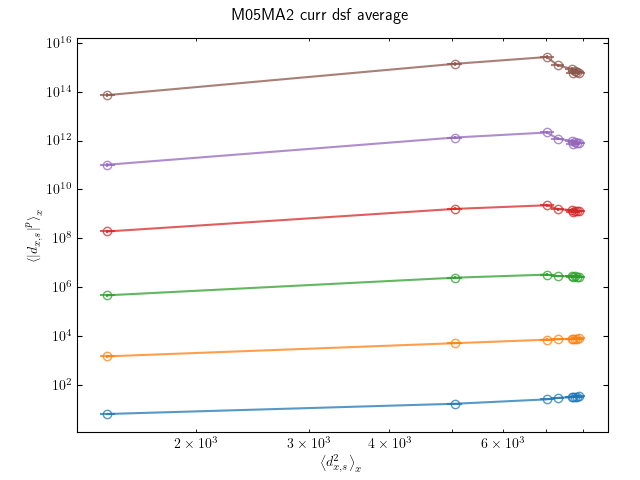 M05MA2 curr dsf average
10^16
10^14
10^12
10^10
10^8
10^6
10^4
10^2
⟨|d_{x,s}|^p⟩_x
2 × 10^3
3 × 10^3
4 × 10^3
6 × 10^3
⟨d_{x,s}^2⟩_x